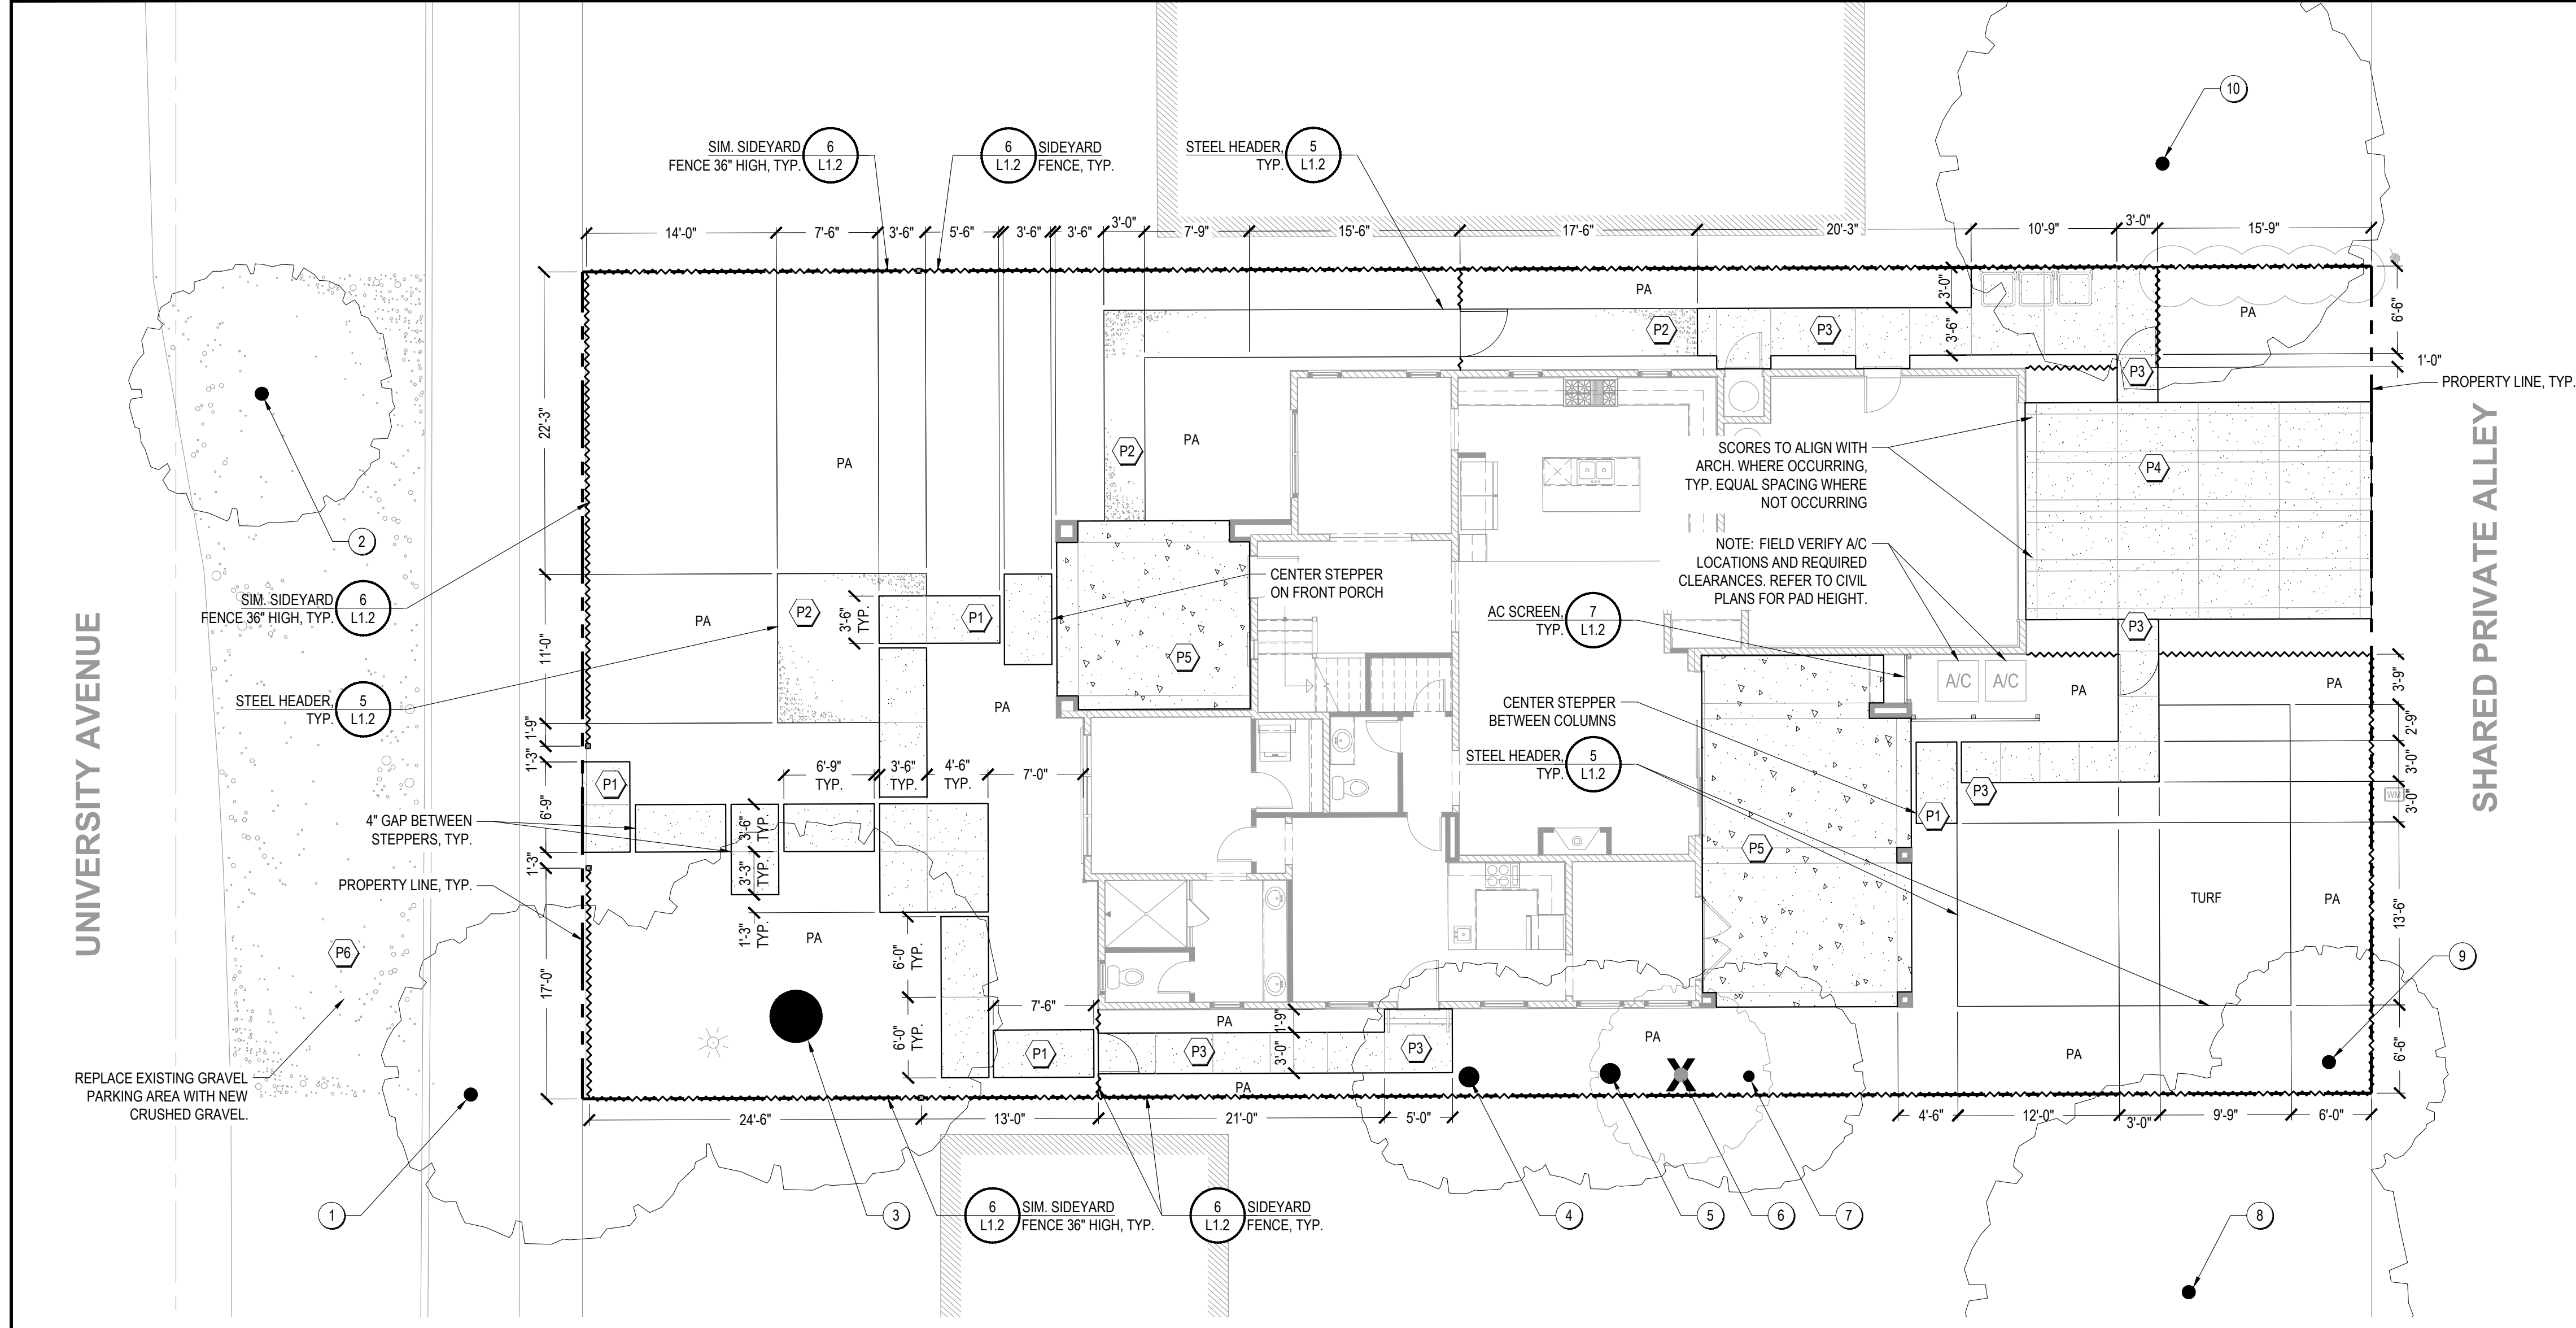 10
SIM. SIDEYARD
FENCE 36" HIGH, TYP.
6
L1.2
6
L1.2
SIDEYARD
FENCE, TYP.
STEEL HEADER,
TYP.
5
L1.2
14'-0"
7'-6"
3'-6"
5'-6"
3'-6"
3'-6"
3'-0"
7'-9"
15'-6"
17'-6"
20'-3"
10'-9"
3'-0"
15'-9"
PA
3'-0"
3'-6"
P2
P3
PA
6'-6"
1'-0"
P3
PROPERTY LINE, TYP.
22'-3"
PA
P2
PA
SCORES TO ALIGN WITH
ARCH. WHERE OCCURRING,
TYP. EQUAL SPACING WHERE
NOT OCCURRING
P4
2
NOTE: FIELD VERIFY A/C
LOCATIONS AND REQUIRED
CLEARANCES. REFER TO CIVIL
PLANS FOR PAD HEIGHT.
SIM. SIDEYARD
FENCE 36" HIGH, TYP.
6
L1.2
UNIVERSITY AVENUE
SHARED PRIVATE ALLEY
PA
P2
3'-6"
TYP.
P1
CENTER STEPPER
ON FRONT PORCH
P5
AC SCREEN,
TYP.
7
L1.2
P3
11'-0"
STEEL HEADER,
TYP.
5
L1.2
PA
A/C
A/C
PA
PA
3'-9"
CENTER STEPPER
BETWEEN COLUMNS
STEEL HEADER,
TYP.
5
L1.2
2'-9"
3'-0"
3'-0"
WM
P3
P1
1'-9"
1'-3"
6'-9"
1'-3"
P1
6'-9"
TYP.
3'-6"
TYP.
4'-6"
TYP.
7'-0"
4" GAP BETWEEN
STEPPERS, TYP.
3'-6"
TYP.
3'-3"
TYP.
1'-3"
TYP.
P5
PROPERTY LINE, TYP.
TURF
PA
13'-6"
PA
P6
17'-0"
6'-0"
TYP.
6'-0"
TYP.
7'-6"
P1
PA
1'-9"
3'-0"
P3
P3
PA
PA
X
PA
6'-6"
9
REPLACE EXISTING GRAVEL
PARKING AREA WITH NEW
CRUSHED GRAVEL.
24'-6"
13'-0"
21'-0"
5'-0"
4'-6"
12'-0"
3'-0"
9'-9"
6'-0"
1
3
6
L1.2
SIM. SIDEYARD
FENCE 36" HIGH, TYP.
6
L1.2
SIDEYARD
FENCE, TYP.
4
5
6
7
8